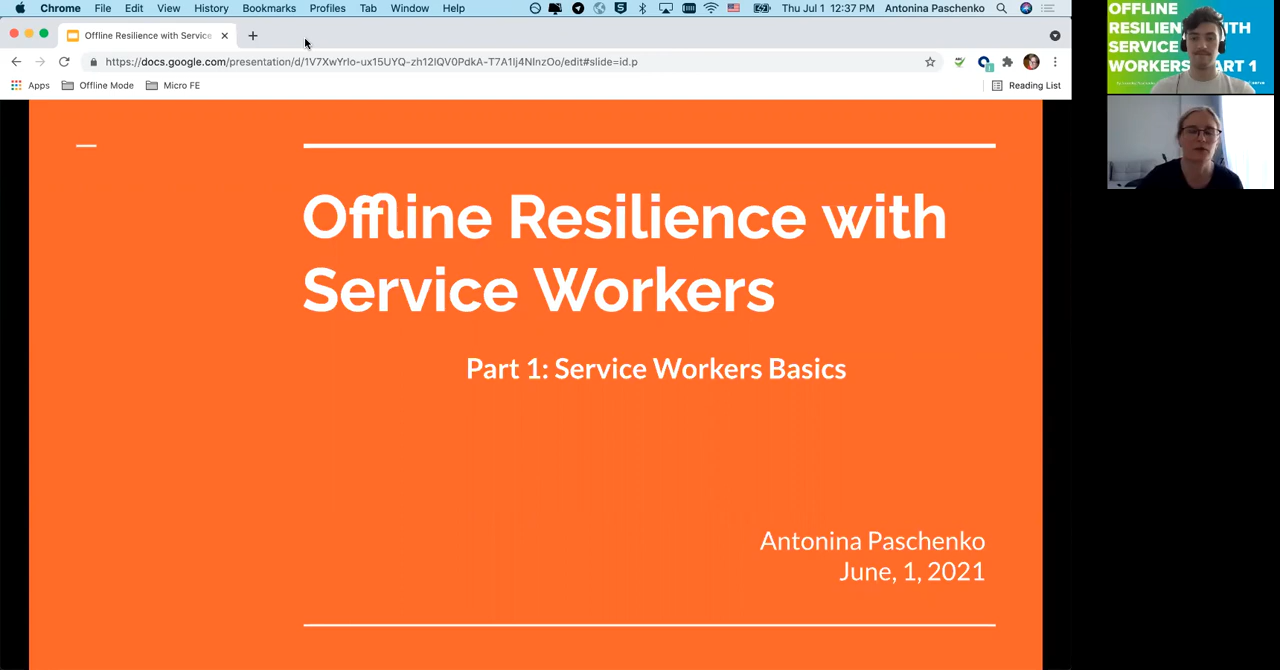 Chrome File Edit View History Bookmarks Profiles Tab Window Help Thu Jul 1 12:37 PM Antonina Paschenko
Offline Resilience with Service
https://docs.google.com/presentation/d/1V7XwYrIo-ux15UYQ-zh12IQV0PdkA-T7A1Ij4NInzOo/edit#slide=id.p
Apps Offline Mode Micro FE Reading List
Offline Resilience with
Service Workers
Part 1: Service Workers Basics
Antonina Paschenko
June, 1, 2021
OFFLINE
SERVICE